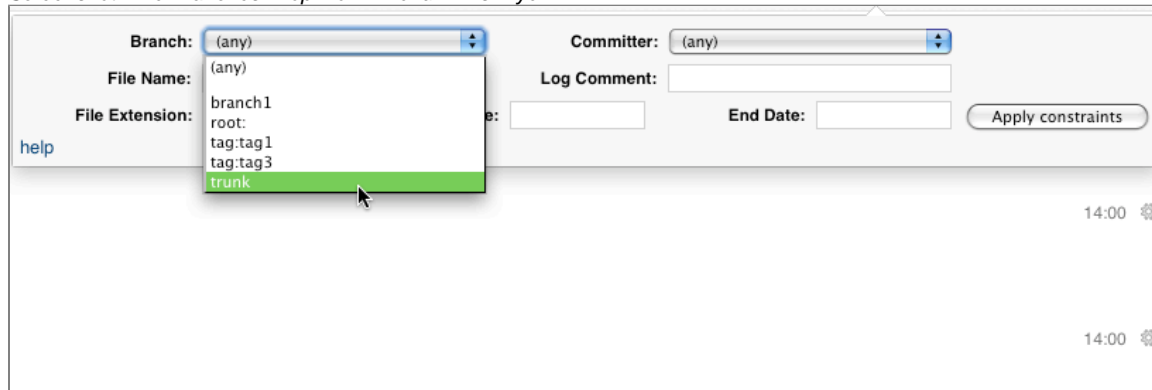 Branch: (any) Committer: (any)
(any)
File Name: Log Comment:
branch1
root:
File Extension: e: End Date: Apply constraints
tag:tag1
help
tag:tag3
trunk
14:00
14:00